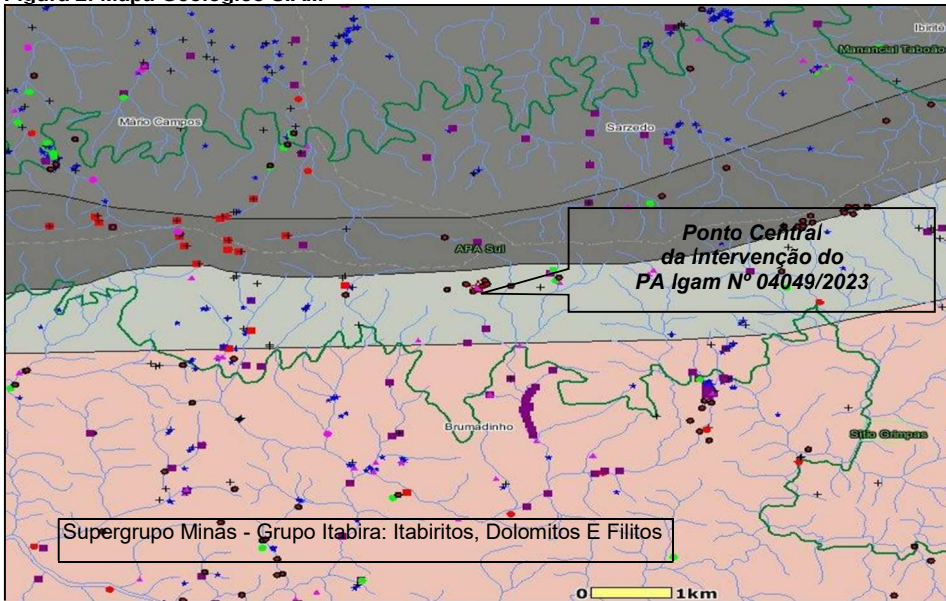 Figura 2: Mapa Geológico SIAM
Ibirité
Manancial Taboão
Mário Campos
Sarzedo
APA Sul
Ponto Central
da Intervenção do
PA Igam Nº 04049/2023
Brumadinho
Sitio Grimpas
Supergrupo Minas - Grupo Itabira: Itabiritos, Dolomitos E Filitos
0 1km